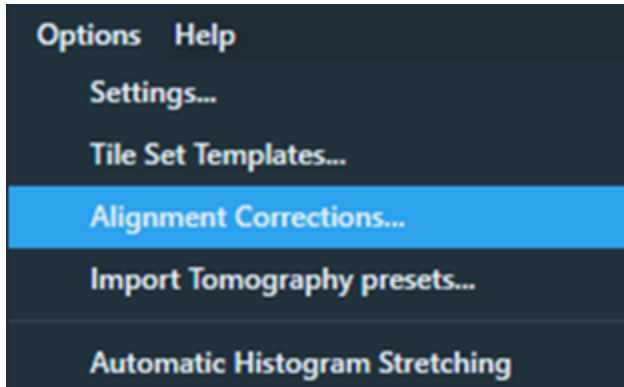 Options Help
Settings...
Tile Set Templates...
Alignment Corrections...
Import Tomography presets...
Automatic Histogram Stretching